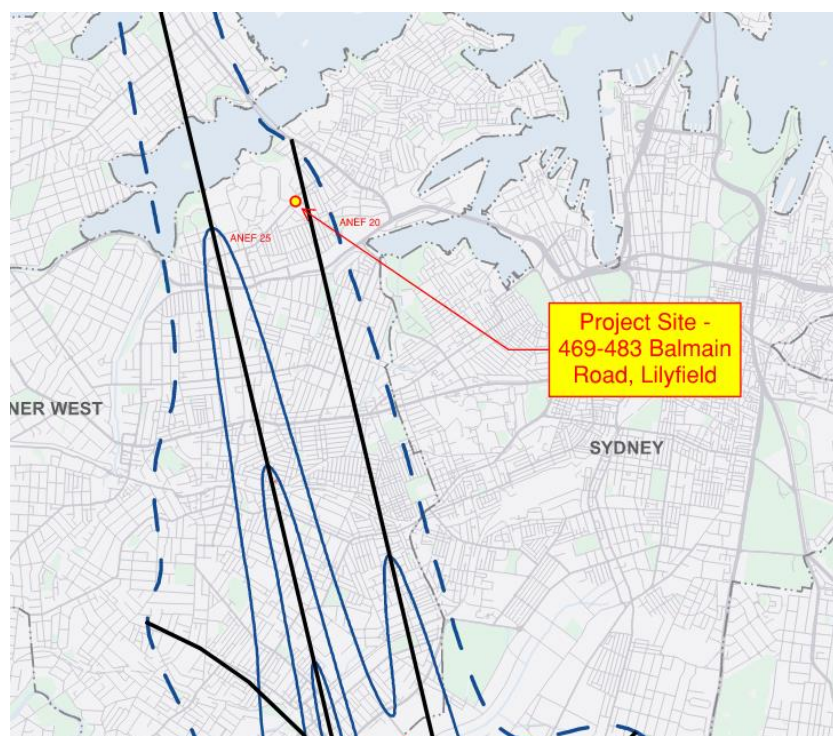 ANEF 20
ANEF 25
Project Site -
469-483 Balmain
Road, Lilyfield
NER WEST
SYDNEY